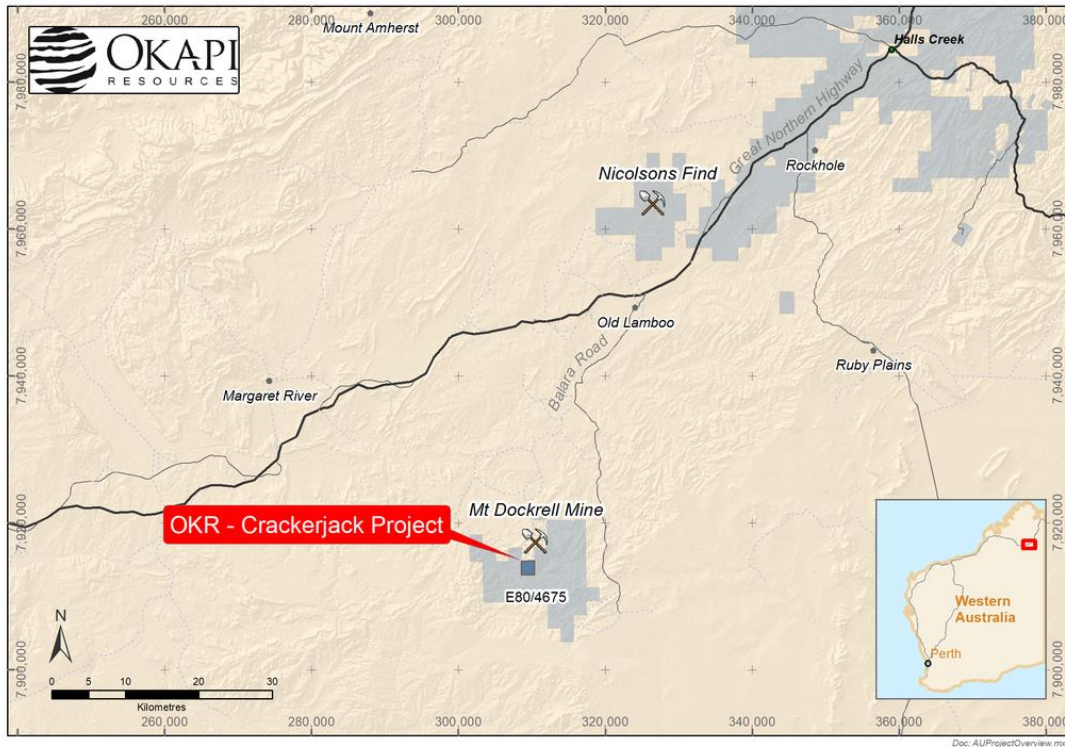 260,000
280,000
300,000
320,000
340,000
360,000
380,000
OKAPI
RESOURCES
Mount Amherst
Halls Creek
7,980,000
7,980,000
Great Northern Highway
Rockhole
Nicolsons Find
7,960,000
7,960,000
Old Lamboo
Balara Road
Ruby Plains
7,940,000
7,940,000
Margaret River
Mt Dockrell Mine
OKR - Crackerjack Project
7,920,000
7,920,000
E80/4675
Western
Australia
Perth
N
0 5 10 20 30
Kilometres
7,900,000
7,900,000
260,000
280,000
300,000
320,000
340,000
360,000
380,000